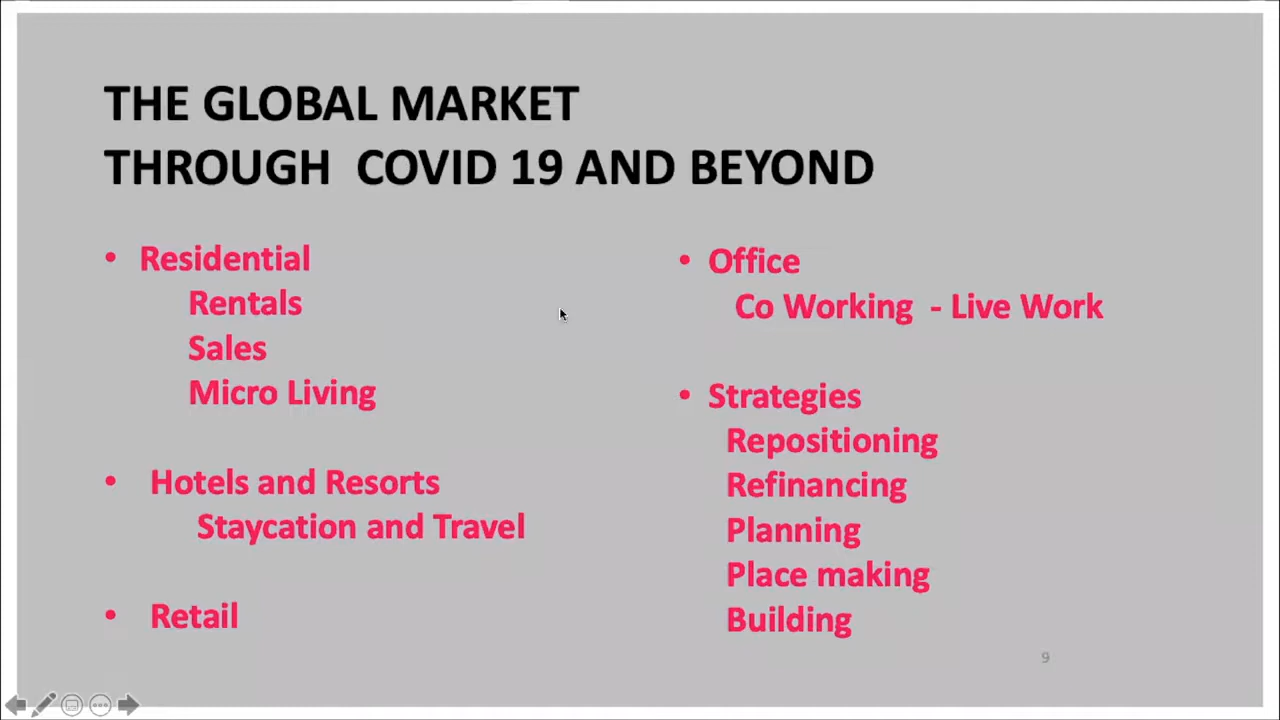 THE GLOBAL MARKET
THROUGH COVID 19 AND BEYOND
• Residential
Rentals
Sales
Micro Living
• Hotels and Resorts
Staycation and Travel
• Retail
• Office
Co Working - Live Work
• Strategies
Repositioning
Refinancing
Planning
Place making
Building
9